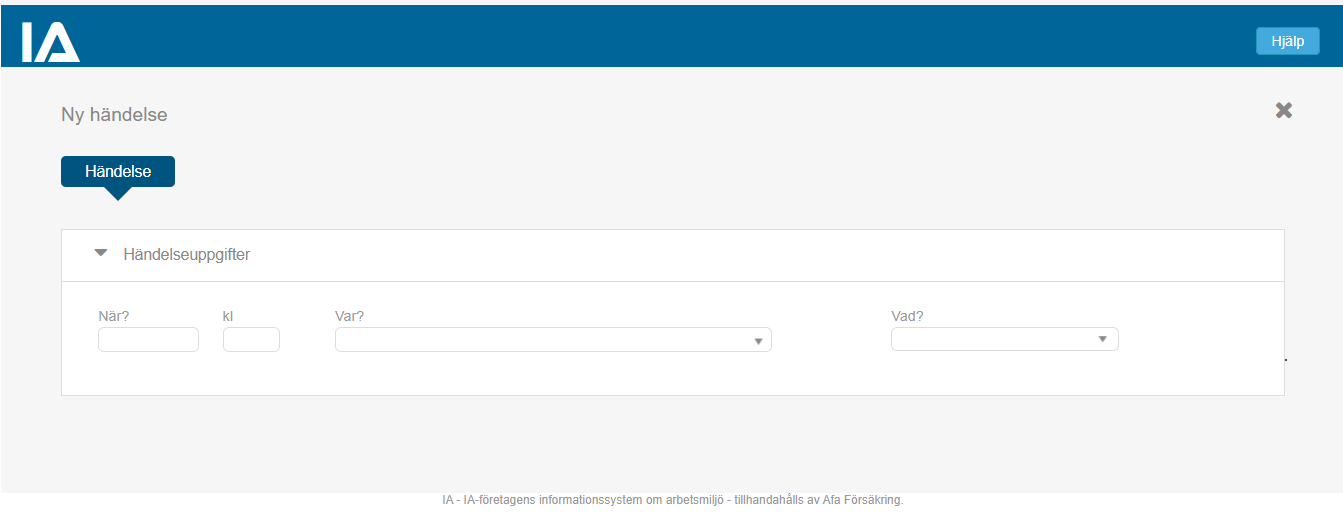 IA
Hjälp
Ny händelse
Händelse
Händelseuppgifter
När? kl Var? Vad?
.
IA - IA-företagens informationssystem om arbetsmiljö - tillhandahålls av Afa Försäkring.